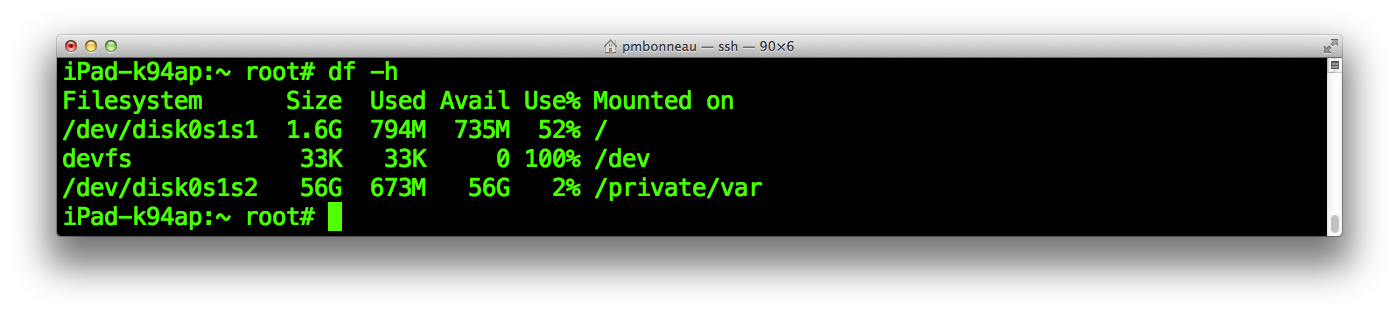 pmbonneau — ssh — 90×6
iPad-k94ap:~ root# df -h
Filesystem      Size  Used Avail Use% Mounted on
/dev/disk0s1s1  1.6G  794M  735M  52% /
devfs            33K   33K     0 100% /dev
/dev/disk0s1s2   56G  673M   56G   2% /private/var
iPad-k94ap:~ root#